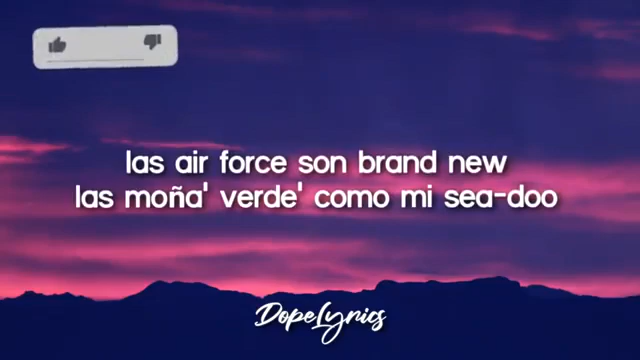 las air force son brand new
las moña' verde' como mi sea-doo
DopeLyrics